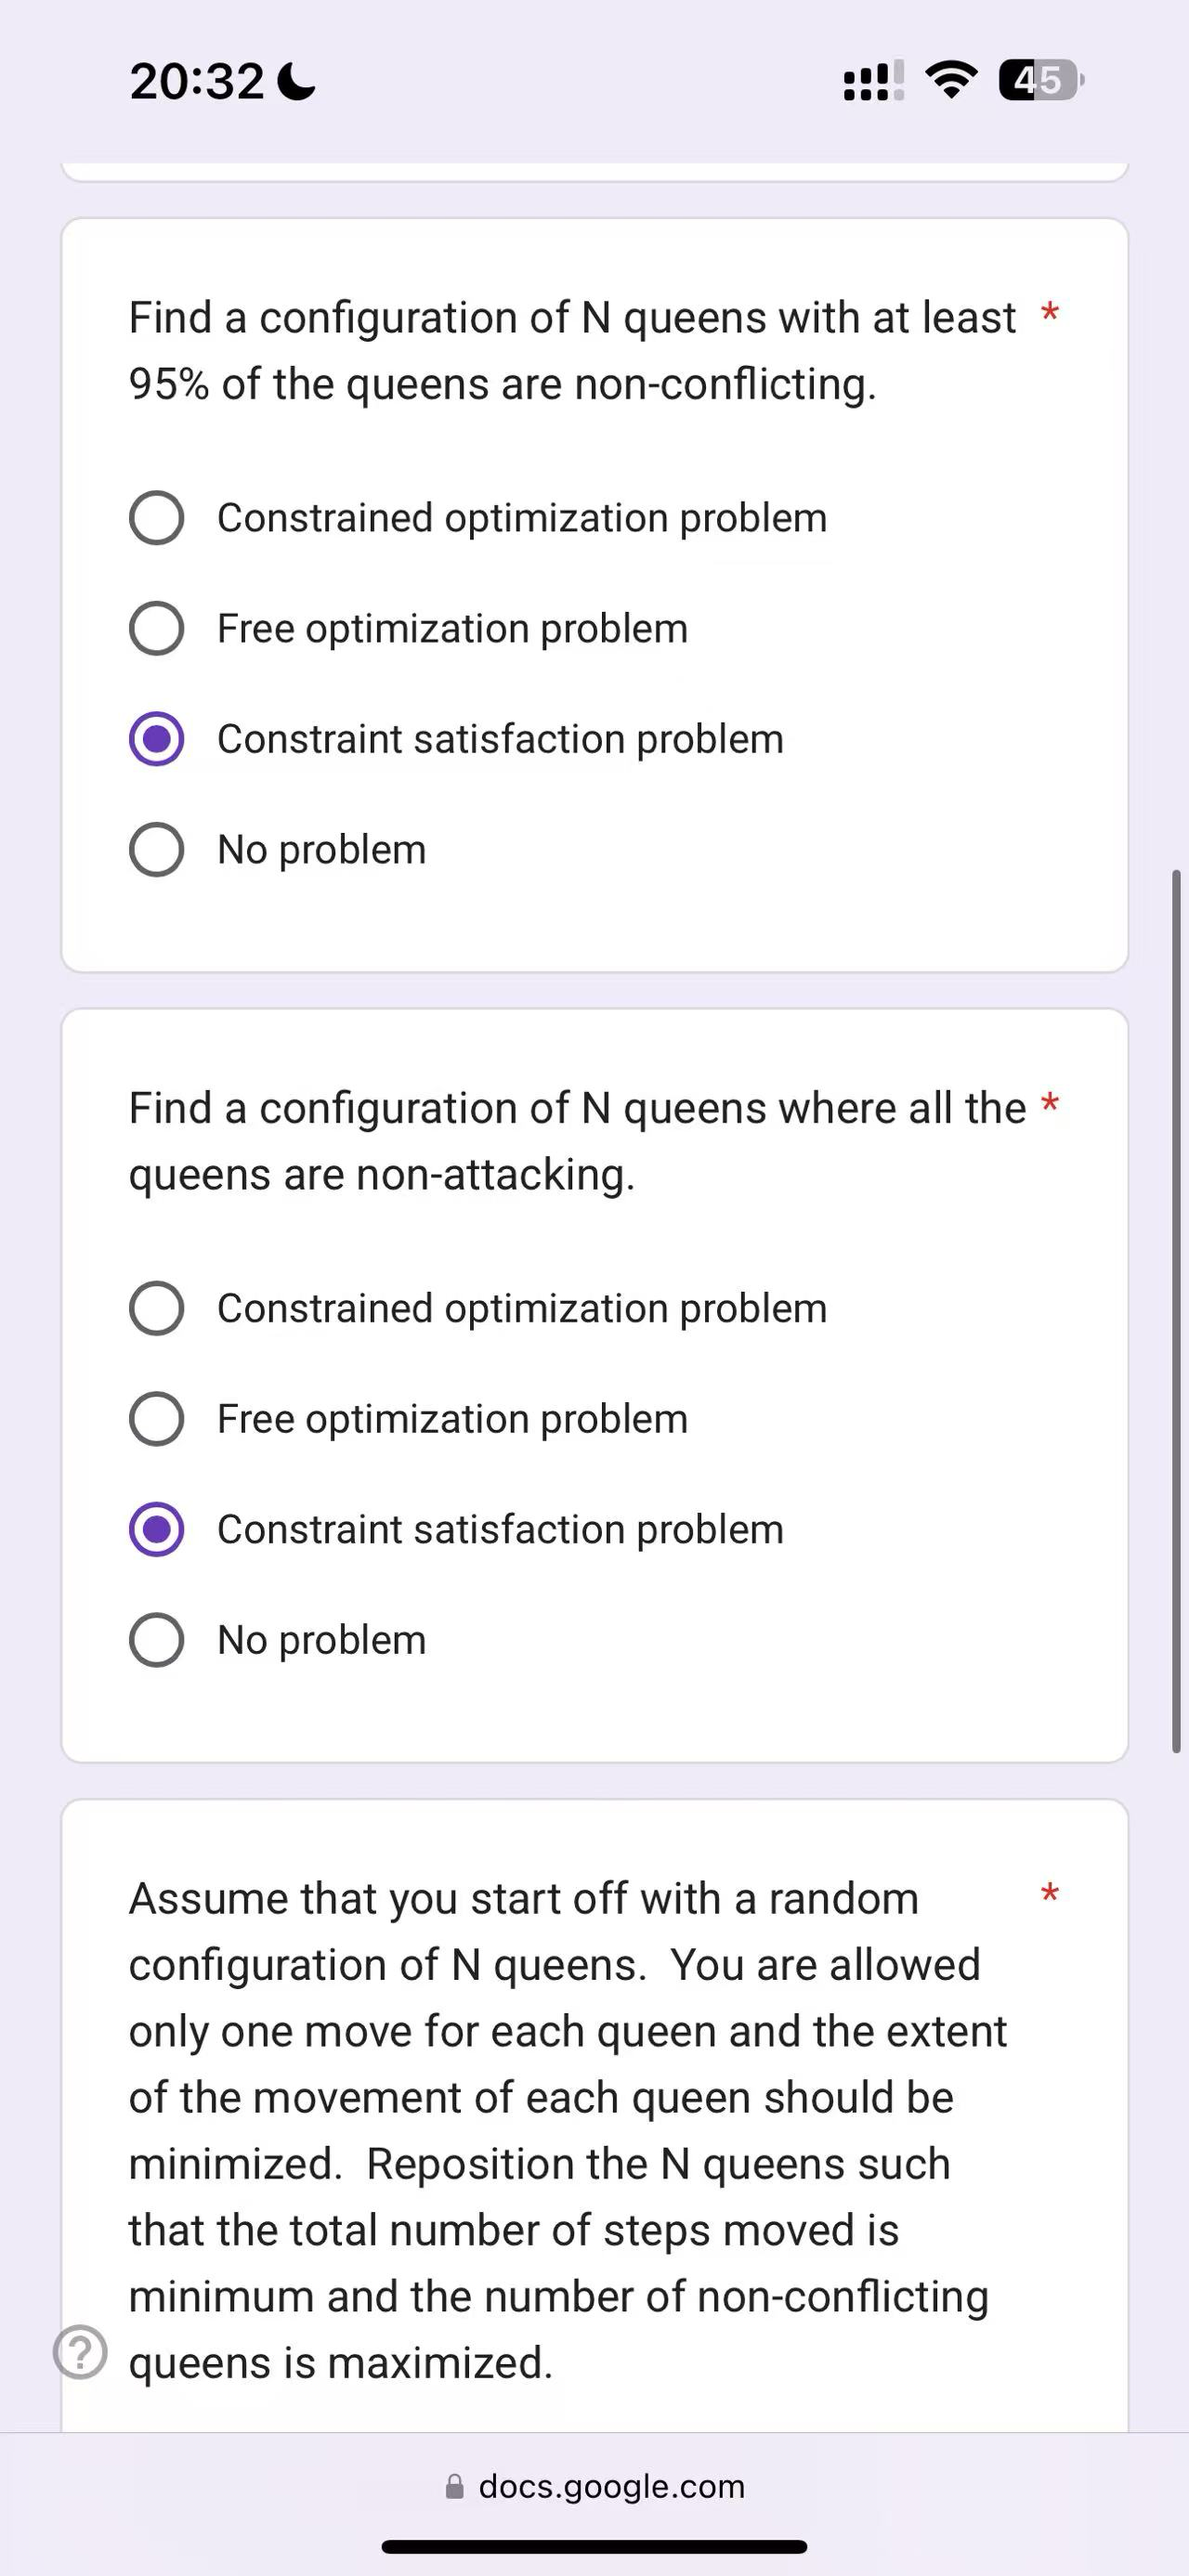 20:32
45
Find a configuration of N queens with at least *
95% of the queens are non-conflicting.
Constrained optimization problem
Free optimization problem
Constraint satisfaction problem
No problem
Find a configuration of N queens where all the *
queens are non-attacking.
Constrained optimization problem
Free optimization problem
Constraint satisfaction problem
No problem
Assume that you start off with a random *
configuration of N queens.  You are allowed
only one move for each queen and the extent
of the movement of each queen should be
minimized.  Reposition the N queens such
that the total number of steps moved is
minimum and the number of non-conflicting
? queens is maximized.
docs.google.com